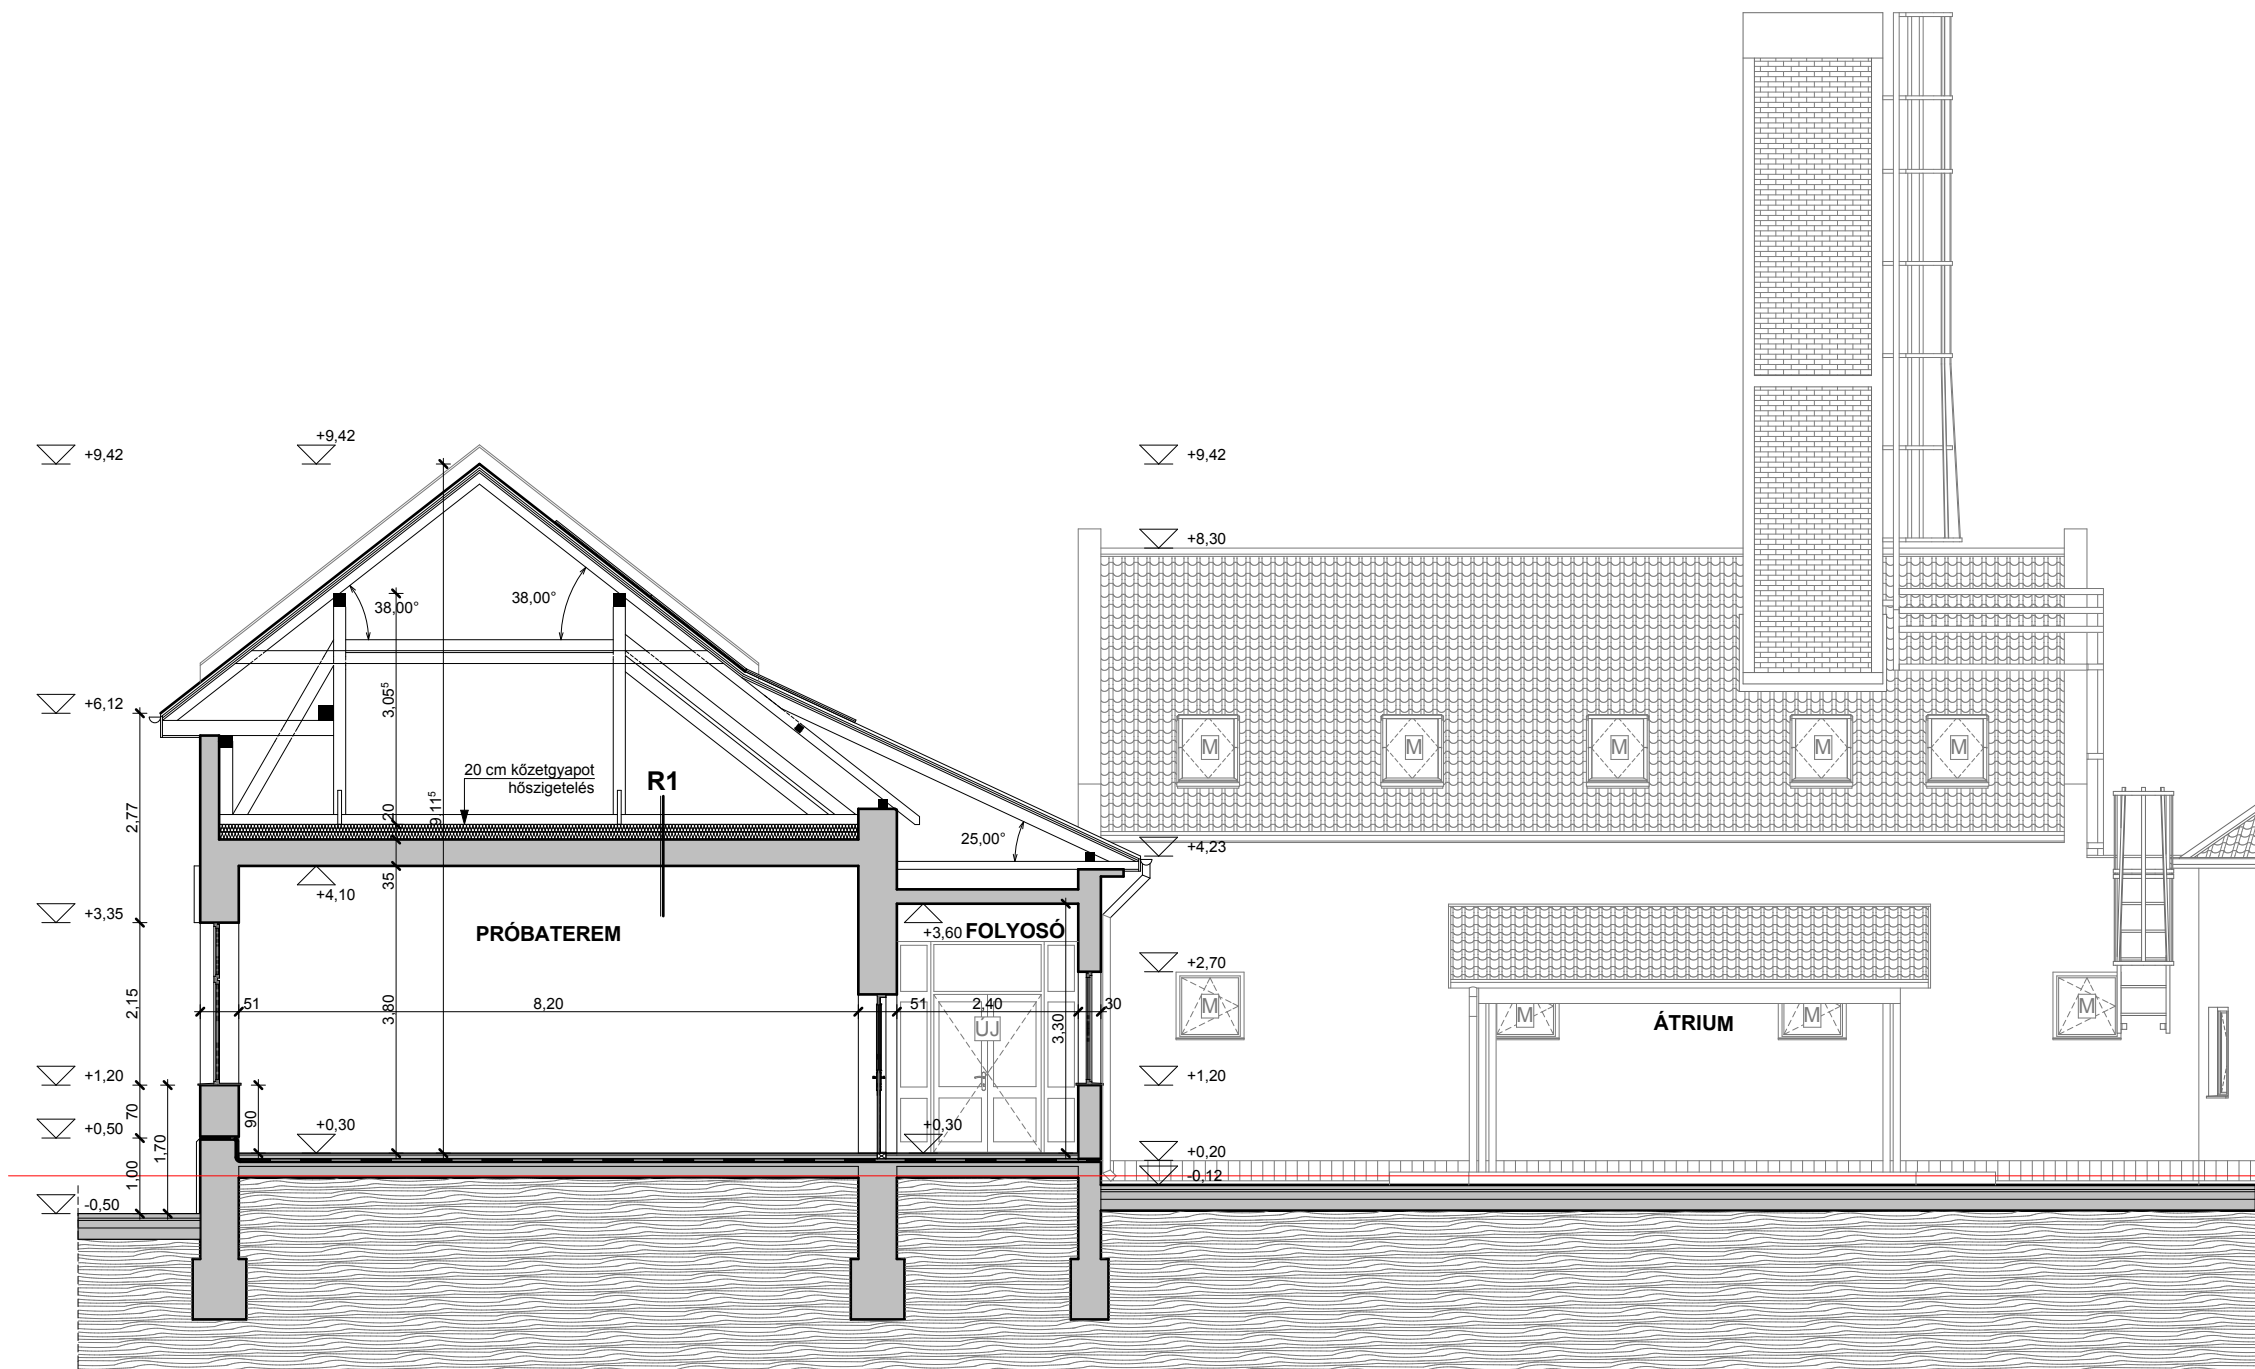 +9,42
+9,42
+9,42
+8,30
38,00°
38,00°
3,05⁵
+6,12
M
M
M
M
M
20 cm kőzetgyapot
hőszigetelés
R1
2,77
20
9,11⁵
25,00°
+4,23
35
+4,10
+3,35
PRÓBATEREM
+3,60
FOLYOSÓ
+2,70
2,15
51
8,20
3,80
51
2,40
30
3,30
ÚJ
M
M
M
M
ÁTRIUM
+1,20
+1,20
70
90
+0,50
1,70
+0,30
+0,30
+0,20
-0,12
1,00
-0,50